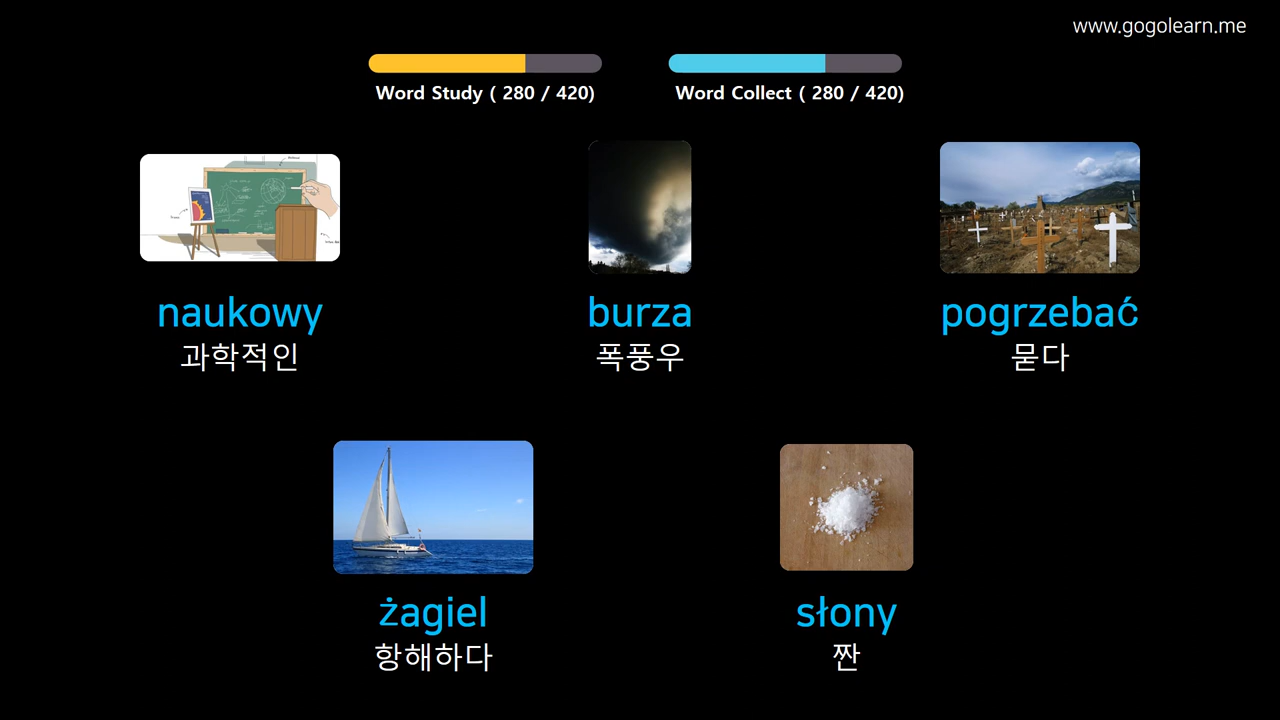 www.gogolearn.me
Word Study ( 280 / 420)
Word Collect ( 280 / 420)
naukowy
과학적인
burza
폭풍우
pogrzebać
묻다
żagiel
항해하다
słony
짠